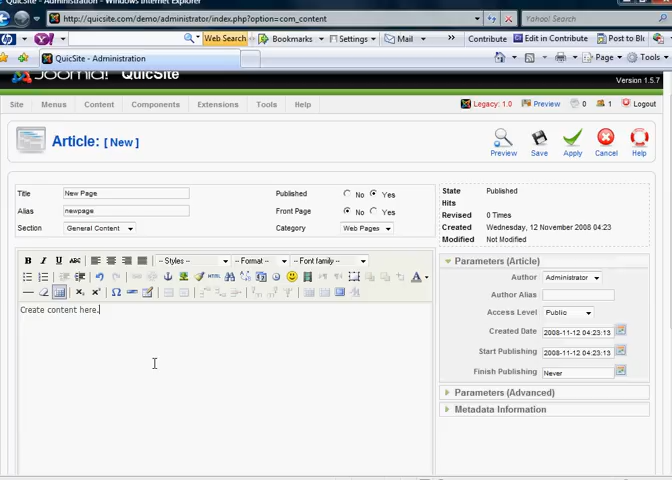 QuicSite - Administration - Windows Internet Explorer
http://quicsite.com/demo/administrator/index.php?option=com_content
Yahoo! Search
hp Y! Web Search Bookmarks Settings Mail Contribute Edit in Contribute Post to Blo
QuicSite - Administration Page Tools
Joomla! QuicSite Version 1.5.7
Site Menus Content Components Extensions Tools Help Legacy: 1.0 Preview 0 1 Logout
Article: [ New ] Preview Save Apply Cancel Help
Title New Page Published No Yes
Alias newpage Front Page No Yes
Section General Content Category Web Pages
State Published
Hits
Revised 0 Times
Created Wednesday, 12 November 2008 04:23
Modified Not Modified
B I U ABC -- Styles -- -- Format -- -- Font family --
HTML
Create content here.
Parameters (Article)
Author Administrator
Author Alias
Access Level Public
Created Date 2008-11-12 04:23:13
Start Publishing 2008-11-12 04:23:13
Finish Publishing Never
Parameters (Advanced)
Metadata Information